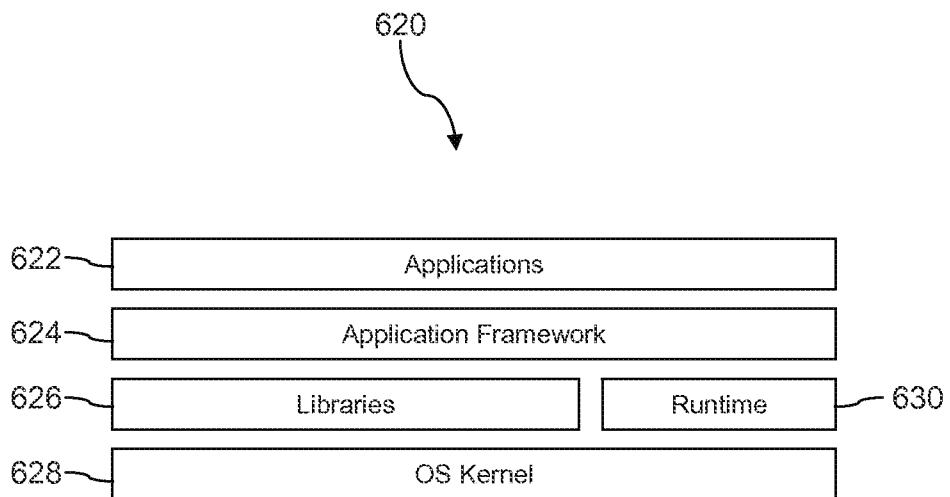 620
622 Applications
624 Application Framework
626 Libraries Runtime 630
628 OS Kernel